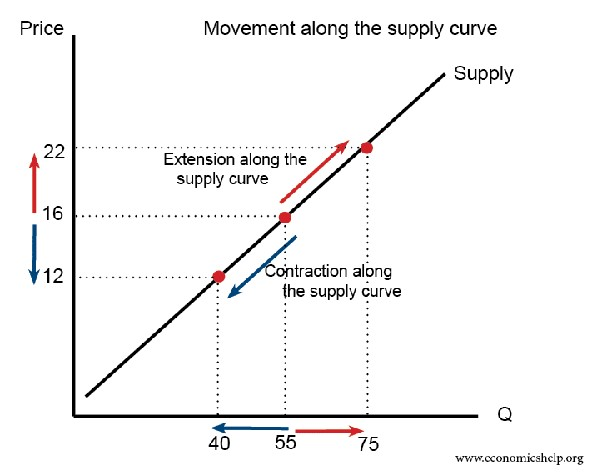 Price
Movement along the supply curve
Supply
22
Extension along the
supply curve
16
12
Contraction along
the supply curve
Q
40
55
75
www.economicshelp.org